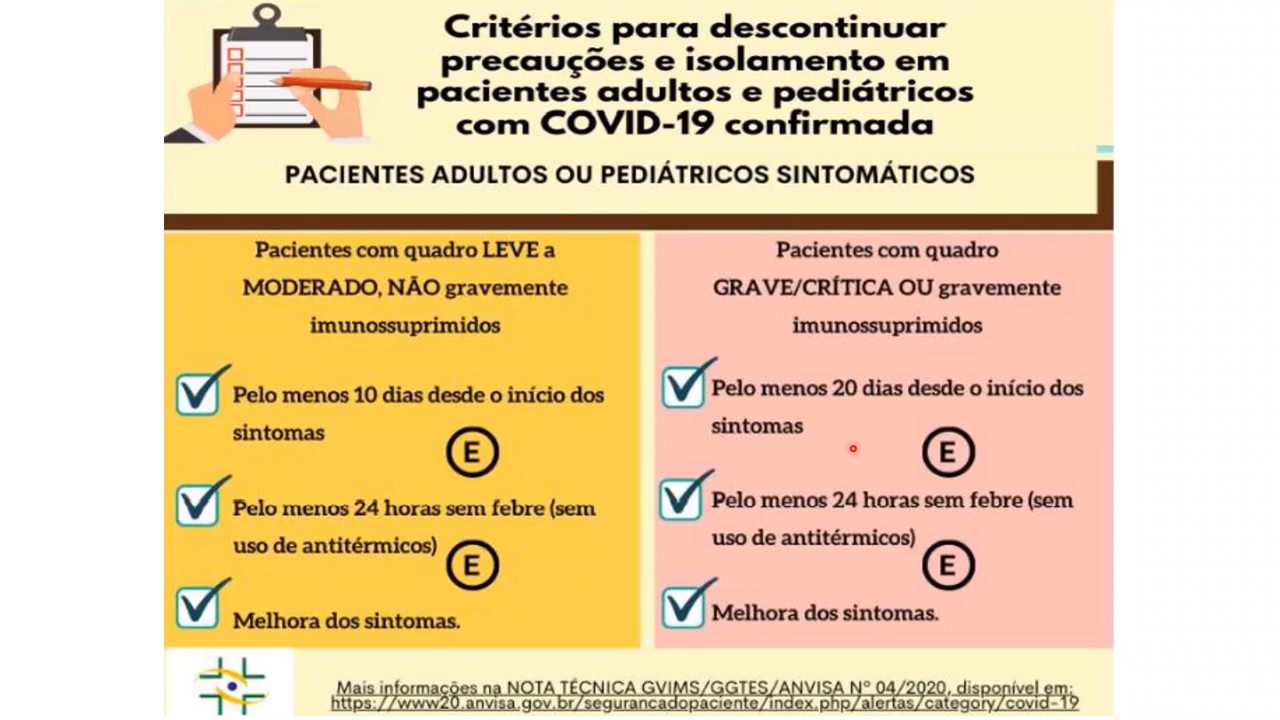 Critérios para descontinuar
precauções e isolamento em
pacientes adultos e pediátricos
com COVID-19 confirmada
PACIENTES ADULTOS OU PEDIÁTRICOS SINTOMÁTICOS
Pacientes com quadro LEVE a
MODERADO, NÃO gravemente
imunossuprimidos
Pelo menos 10 dias desde o início dos
sintomas
E
Pelo menos 24 horas sem febre (sem
uso de antitérmicos)
E
Melhora dos sintomas.
Pacientes com quadro
GRAVE/CRÍTICA OU gravemente
imunossuprimidos
Pelo menos 20 dias desde o início dos
sintomas
E
Pelo menos 24 horas sem febre (sem
uso de antitérmicos)
E
Melhora dos sintomas.
Mais informações na NOTA TÉCNICA GVIMS/GGTES/ANVISA Nº 04/2020, disponível em:
https://www20.anvisa.gov.br/segurancadopaciente/index.php/alertas/category/covid-19